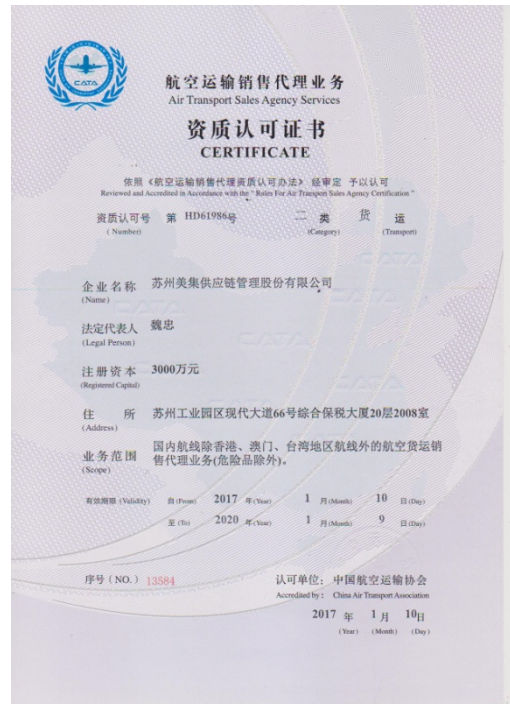 CATA
航空运输销售代理业务
Air Transport Sales Agency Services
资质认可证书
CERTIFICATE
依照《航空运输销售代理资质认可办法》经审定 予以认可
Reviewed and Accredited in Accordance with the " Rules For Air Transport Sales Agency Certification "
资质认可号 第 HD61986号 二 类 货 运
(Number) (Category) (Transport)
企业名称 苏州美集供应链管理股份有限公司
(Name)
法定代表人 魏忠
(Legal Person)
注册资本 3000万元
(Registered Capital)
住 所 苏州工业园区现代大道66号综合保税大厦20层2008室
(Address)
业务范围 国内航线除香港、澳门、台湾地区航线外的航空货运销
(Scope) 售代理业务(危险品除外)。
有效期限 (Validity) 自 (From) 2017 年 (Year) 1 月 (Month) 10 日 (Day)
至 (To) 2020 年 (Year) 1 月 (Month) 9 日 (Day)
序号 (NO.) 13584 认可单位: 中国航空运输协会
Accredited by : China Air Transport Association
2017 年 1 月 10日
(Year) (Month) (Day)